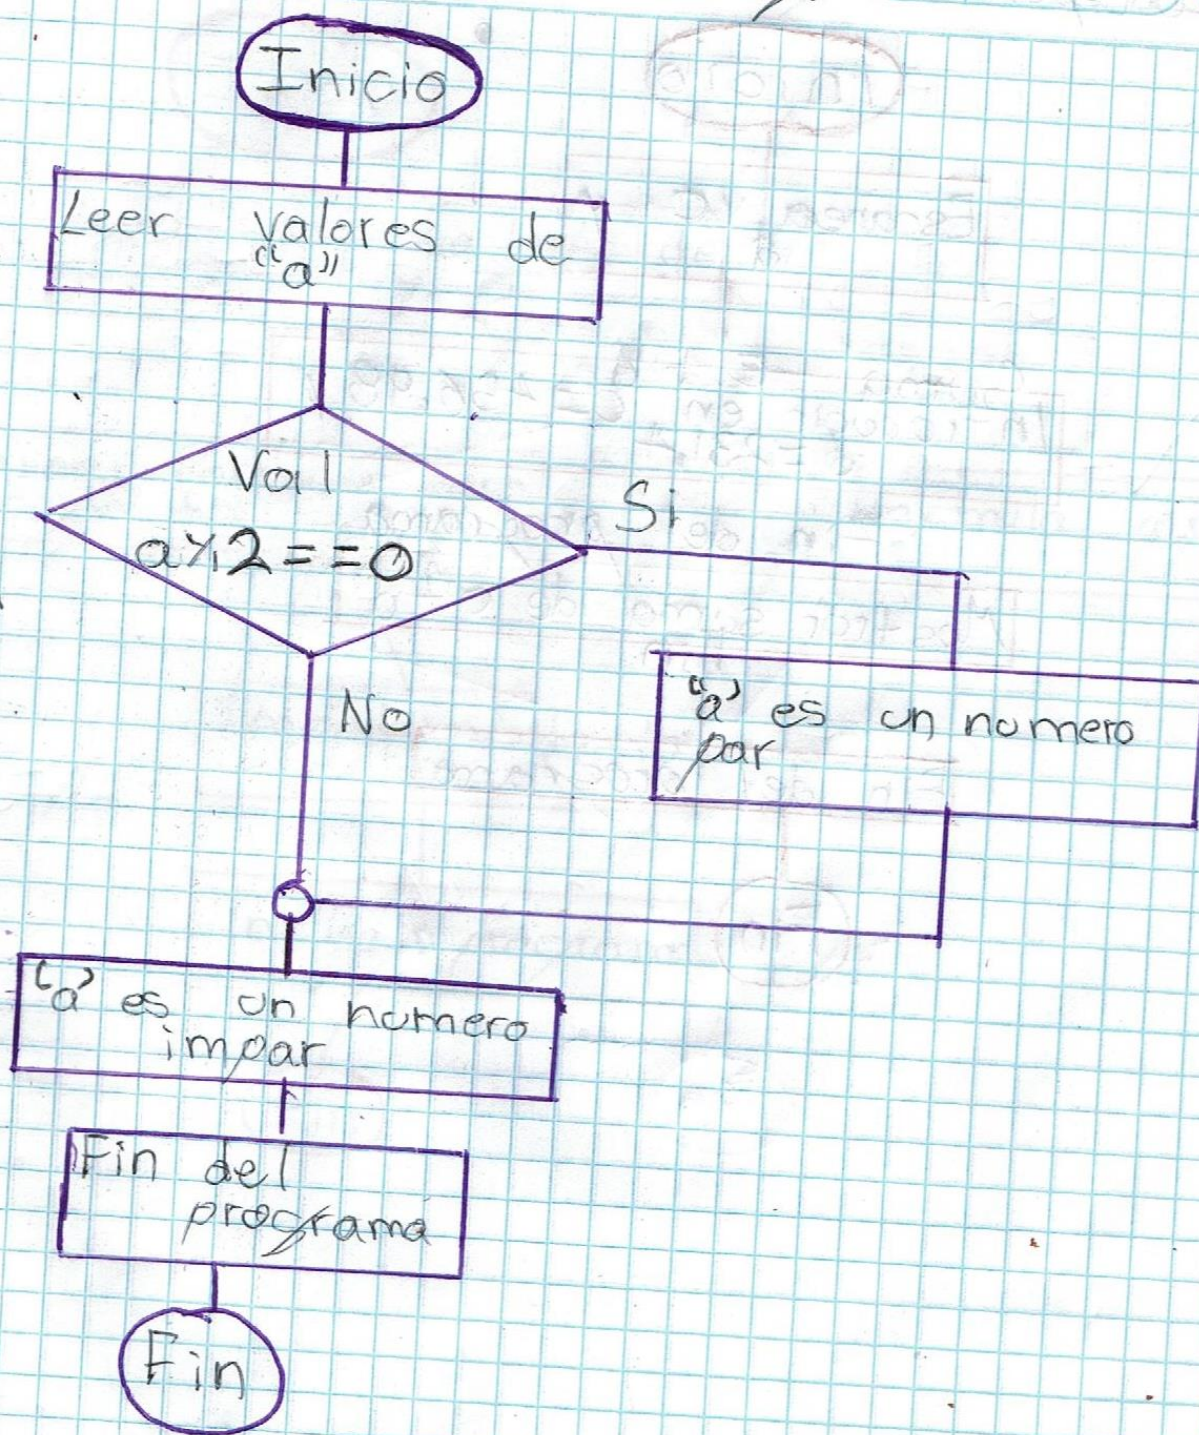 Inicio
Leer valores de
"a"
Val
a%2==0
Si
No
"a" es un numero
par
"a" es un numero
impar
Fin del
programa
Fin